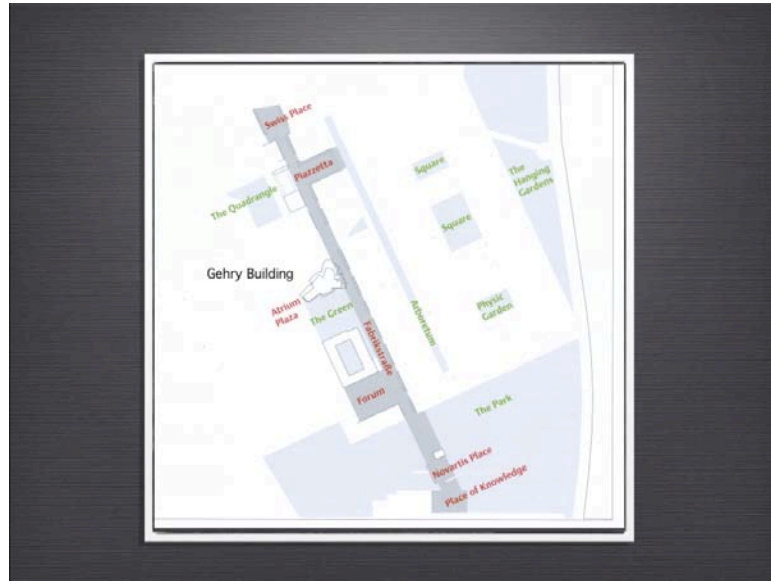 Swiss Place
Piazzetta
The Quadrangle
Square
The
Hanging
Gardens
Square
Gehry Building
Atrium
Plaza
The Green
Fabrikstraße
Arboretum
Physic
Garden
Forum
The Park
Novartis Place
Place of Knowledge